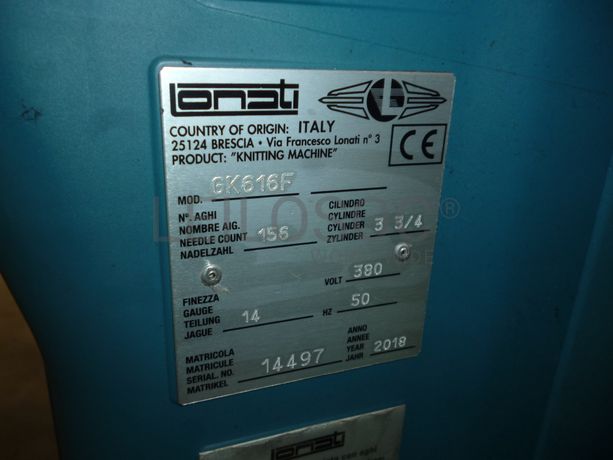 Lonati
L
COUNTRY OF ORIGIN: ITALY
25124 BRESCIA • Via Francesco Lonati n° 3
PRODUCT: "KNITTING MACHINE"
CE
MOD. GK616F
N°. AGHI
NOMBRE AIG.
NEEDLE COUNT 156
NADELZAHL
CILINDRO
CYLINDRE
CYLINDER 3 3/4
ZYLINDER
VOLT 380
FINEZZA
GAUGE
TEILUNG 14
JAGUE
HZ 50
MATRICOLA
MATRICULE
SERIAL. NO. 14497
MATRIKEL
ANNO
ANNÉE
YEAR 2018
JAHR
Lonati